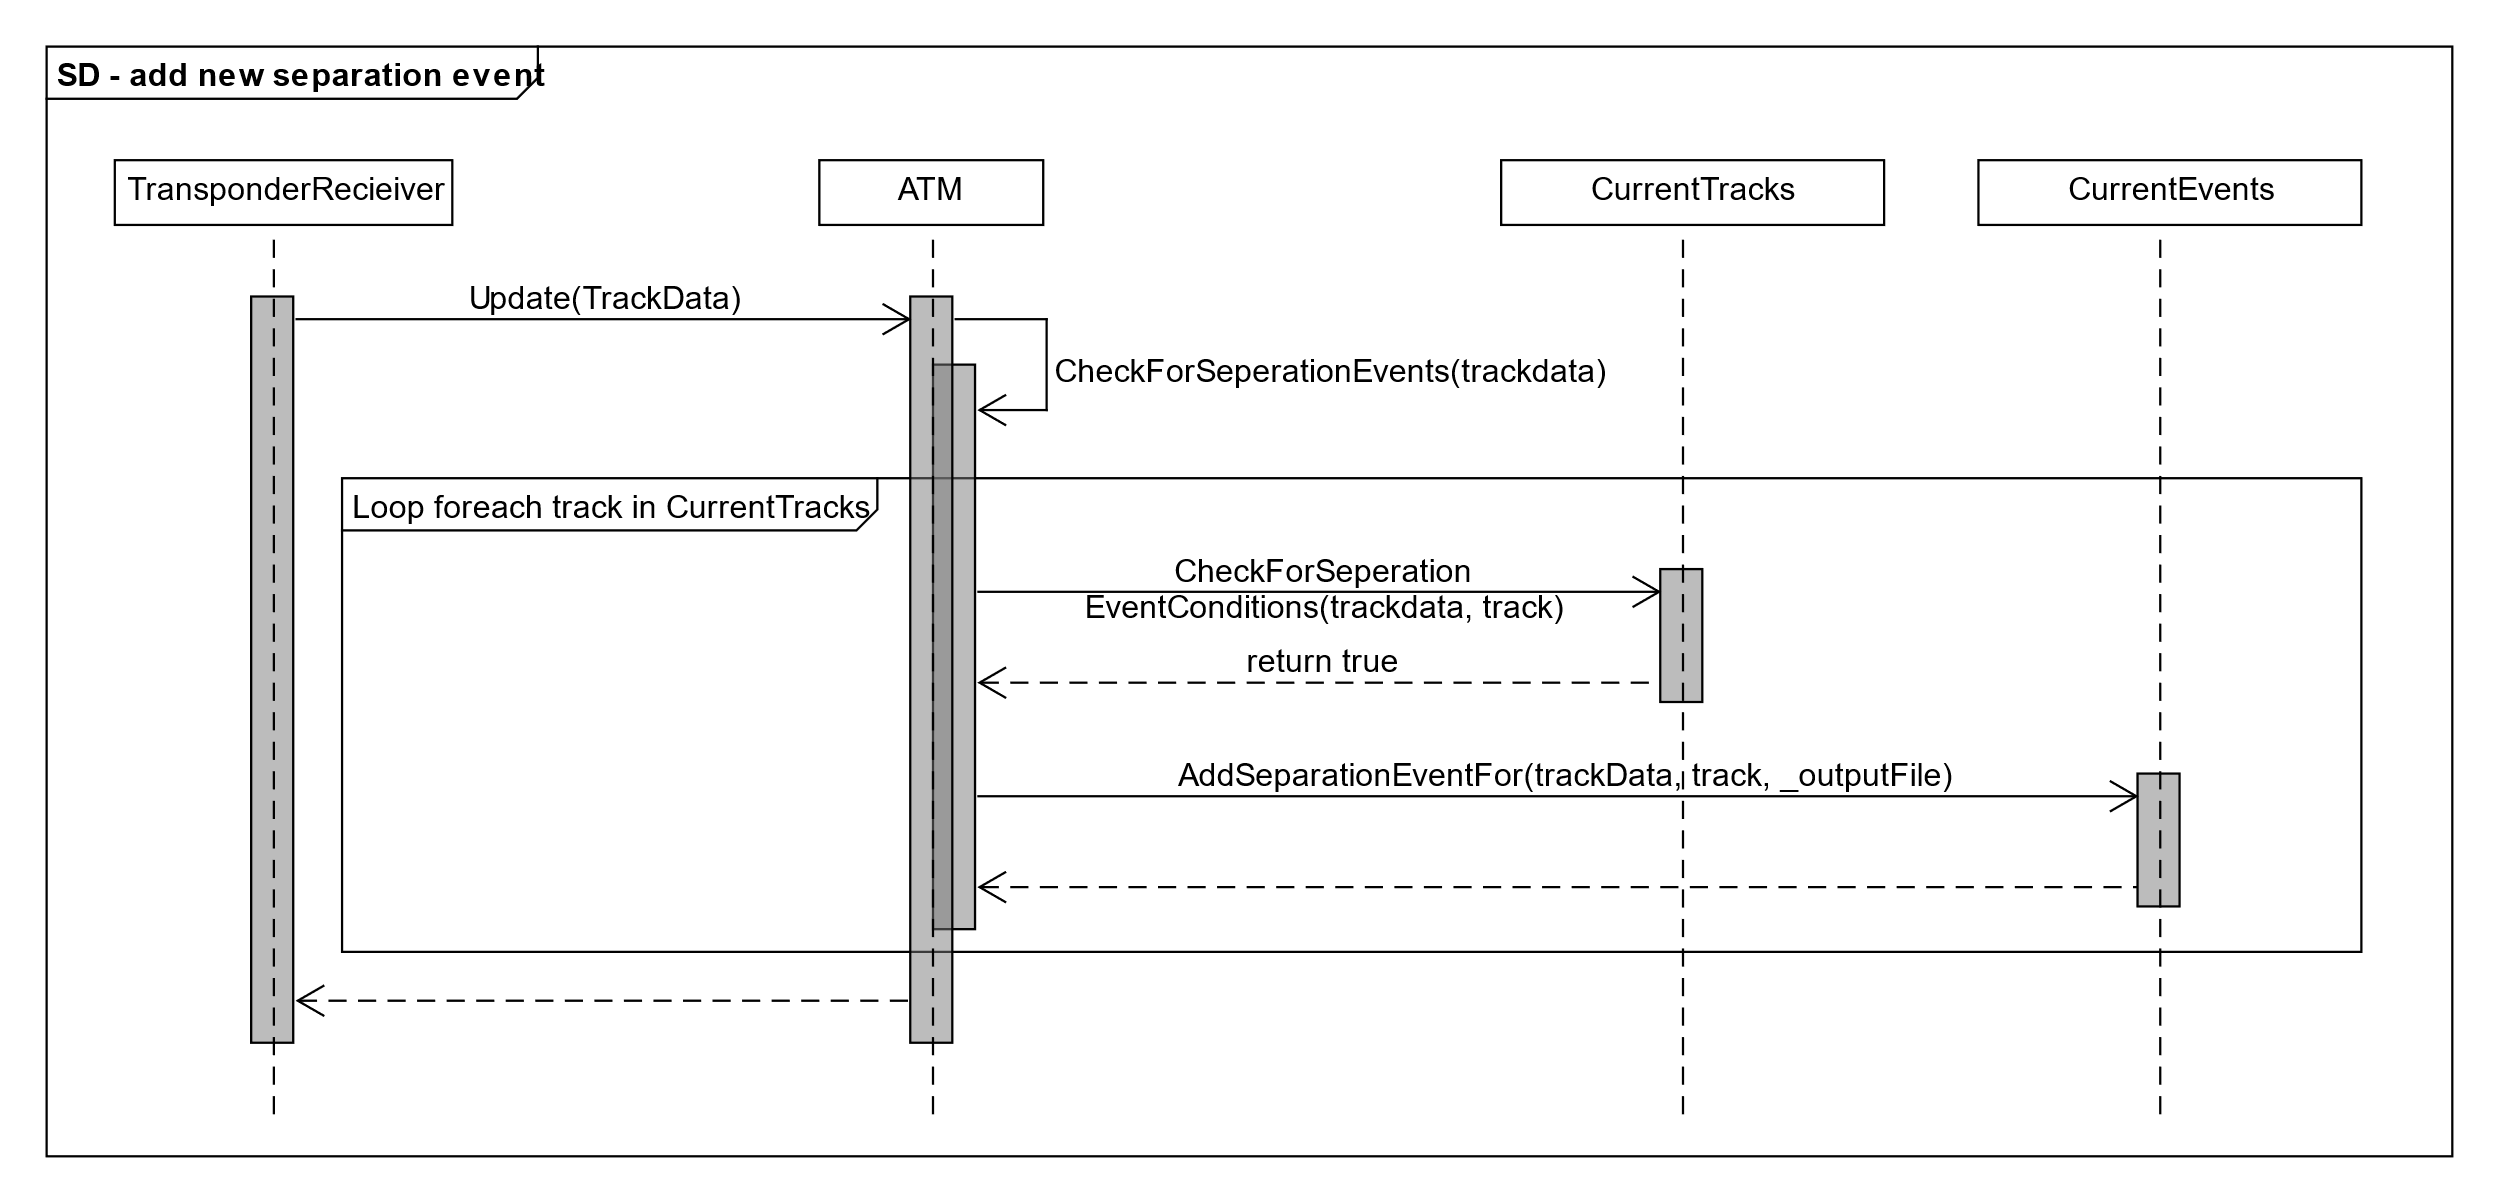 SD - add new separation event
TransponderRecieiver
ATM
CurrentTracks
CurrentEvents
Update(TrackData)
CheckForSeperationEvents(trackdata)
Loop foreach track in CurrentTracks
CheckForSeperation
EventConditions(trackdata, track)
return true
AddSeparationEventFor(trackData, track, _outputFile)